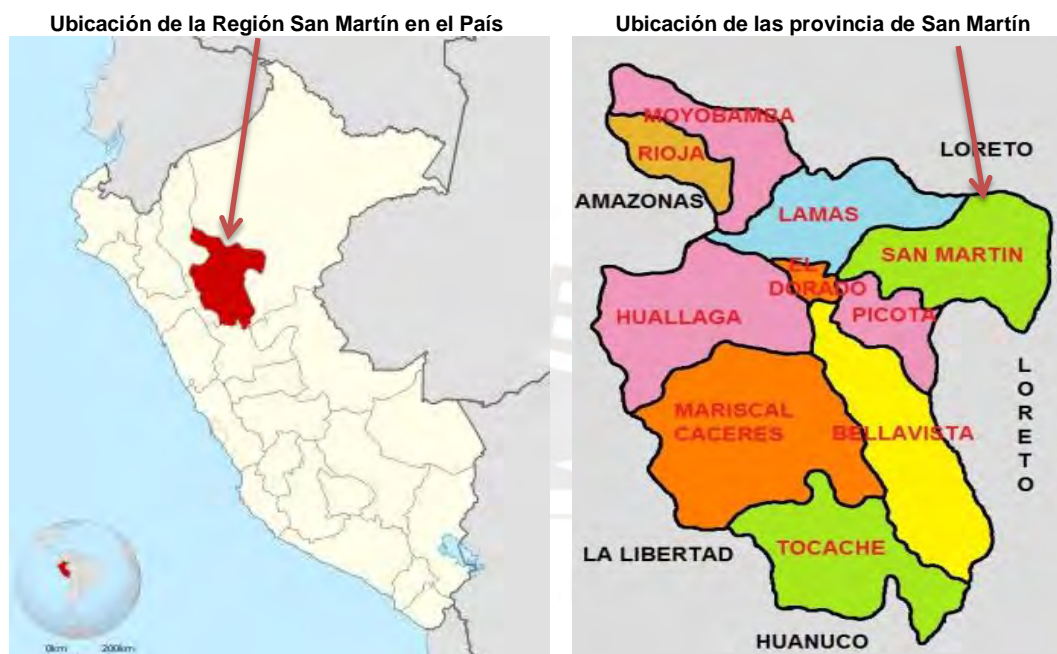 Ubicación de la Región San Martín en el País
Ubicación de las provincia de San Martín
0km 200km
MOYOBAMBA
RIOJA
LORETO
AMAZONAS
LAMAS
SAN MARTIN
EL
DORADO
HUALLAGA
PICOTA
LORETO
MARISCAL
CACERES
BELLAVISTA
LA LIBERTAD
TOCACHE
HUANUCO